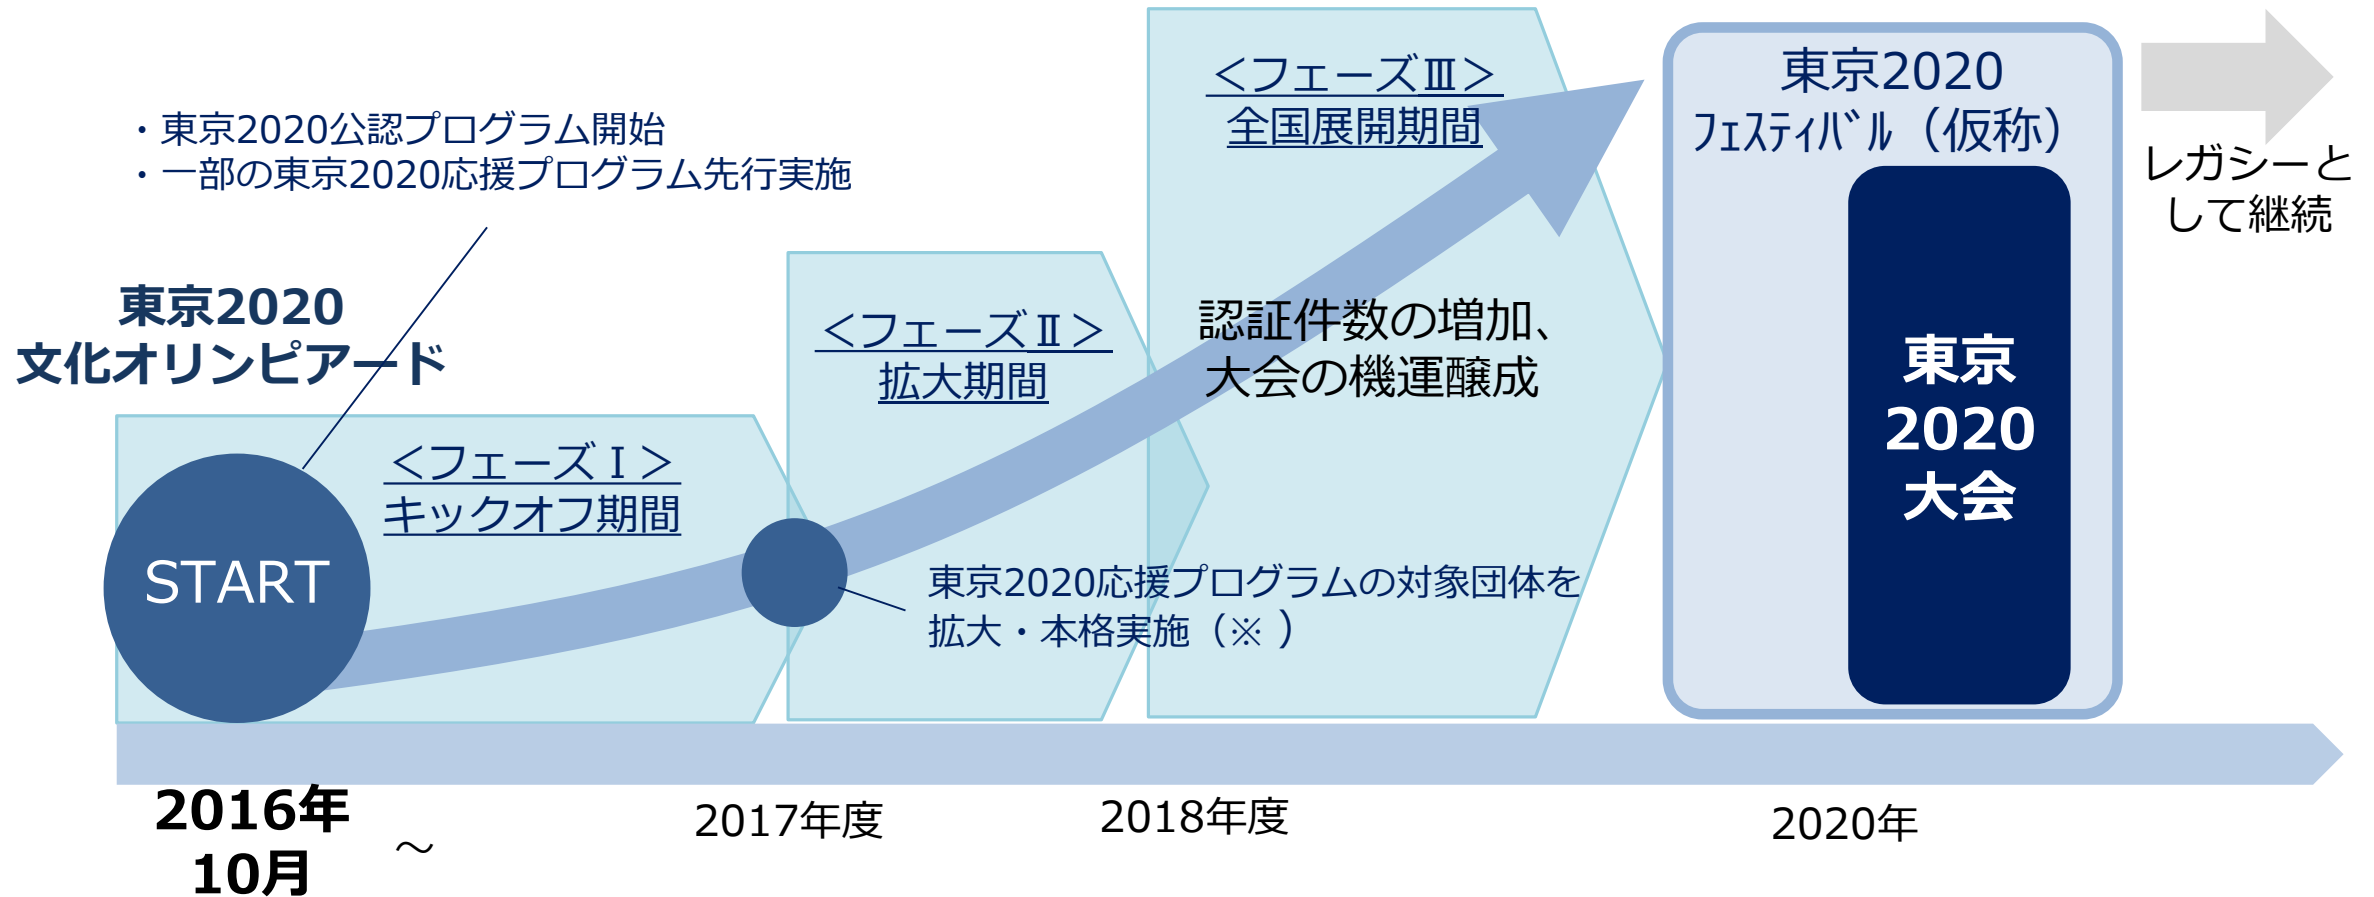 ・東京2020公認プログラム開始
・一部の東京2020応援プログラム先行実施
東京2020
文化オリンピアード
START
＜フェーズⅠ＞
キックオフ期間
＜フェーズⅡ＞
拡大期間
東京2020応援プログラムの対象団体を
拡大・本格実施（※ ）
＜フェーズⅢ＞
全国展開期間
認証件数の増加、
大会の機運醸成
東京2020
ﾌｪｽﾃｨﾊﾞﾙ（仮称）
東京
2020
大会
レガシーと
して継続
2016年
10月
～
2017年度
2018年度
2020年